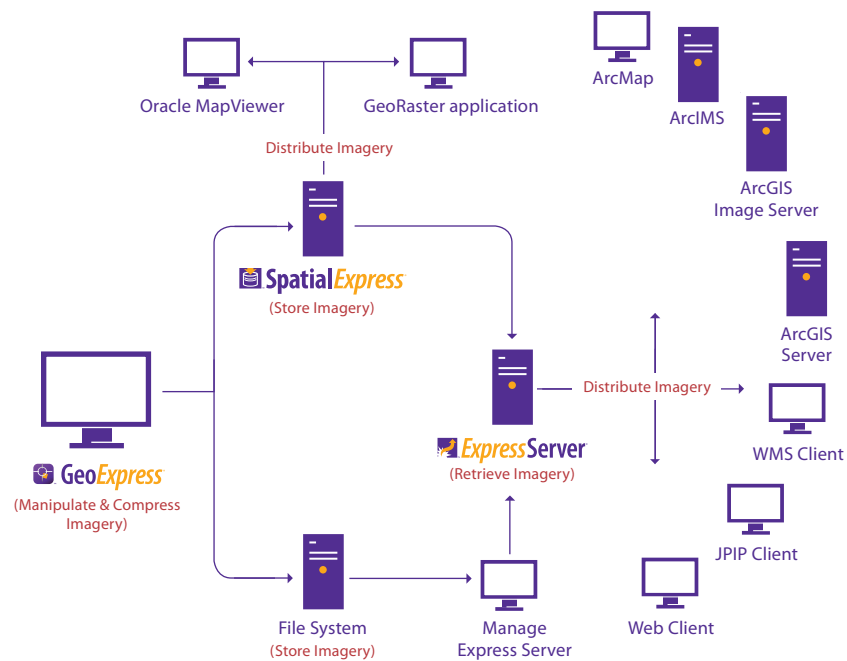 Oracle MapViewer
GeoRaster application
ArcMap
ArcIMS
Distribute Imagery
ArcGIS
Image Server
SpatialExpress
(Store Imagery)
ArcGIS
Server
Distribute Imagery
ExpressServer
(Retrieve Imagery)
WMS Client
GeoExpress
(Manipulate & Compress
Imagery)
JPIP Client
File System
(Store Imagery)
Manage
Express Server
Web Client